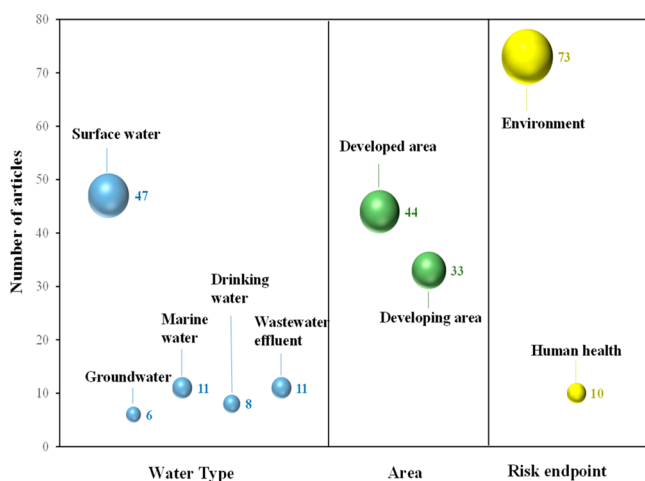 Number of articles
80
70
60
50
40
30
20
10
0
Surface water
47
Groundwater
6
Marine
water
11
Drinking
water
8
Wastewater
effluent
11
Developed area
44
33
Developing area
73
Environment
Human health
10
Water Type
Area
Risk endpoint